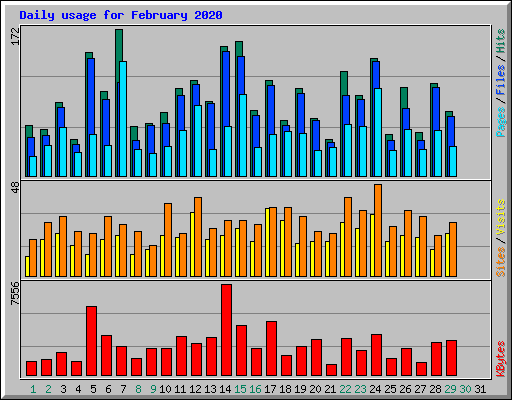 Daily usage for February 2020
172
Pages / Files / Hits
48
Sites / Visits
7556
KBytes
1 2 3 4 5 6 7 8 9 10 11 12 13 14 15 16 17 18 19 20 21 22 23 24 25 26 27 28 29 30 31